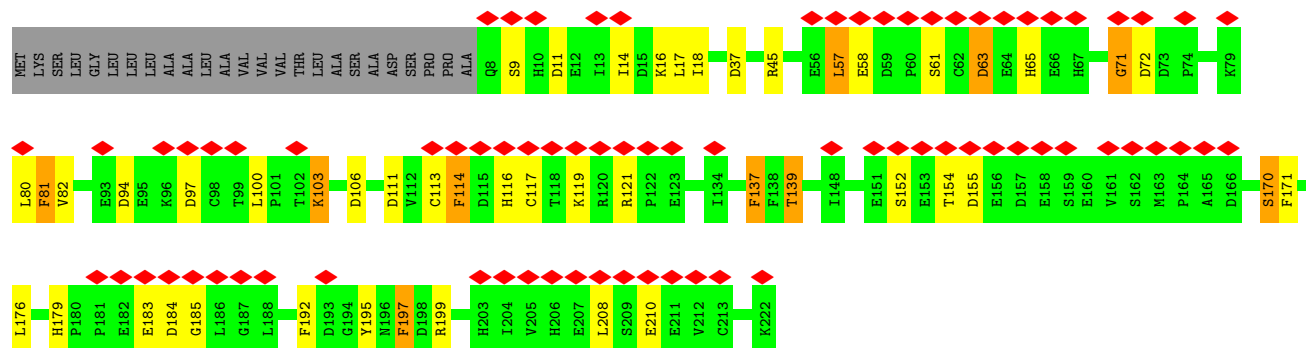 MET LYS SER LEU GLY LEU LEU LEU ALA ALA LEU ALA VAL VAL VAL THR LEU ALA SER ALA ASP SER PRO PRO ALA Q8 S9 H10 D11 E12 I13 I14 D15 K16 L17 I18 D37 R45 E56 L57 E58 D59 P60 S61 C62 D63 E64 H65 E66 H67 G71 D72 D73 P74 K79
L80 F81 V82 E93 D94 E95 K96 D97 C98 T99 L100 P101 T102 K103 D106 D111 V112 C113 F114 D115 H116 C117 T118 K119 R120 R121 P122 E123 I134 F137 F138 T139 I148 E151 S152 E153 T154 D155 E156 D157 E158 S159 E160 V161 S162 M163 P164 A165 D166 S170 F171
L176 H179 P180 P181 E182 E183 D184 G185 L186 G187 L188 F192 D193 G194 Y195 N196 F197 D198 R199 H203 I204 V205 H206 E207 L208 S209 E210 E211 V212 C213 K222